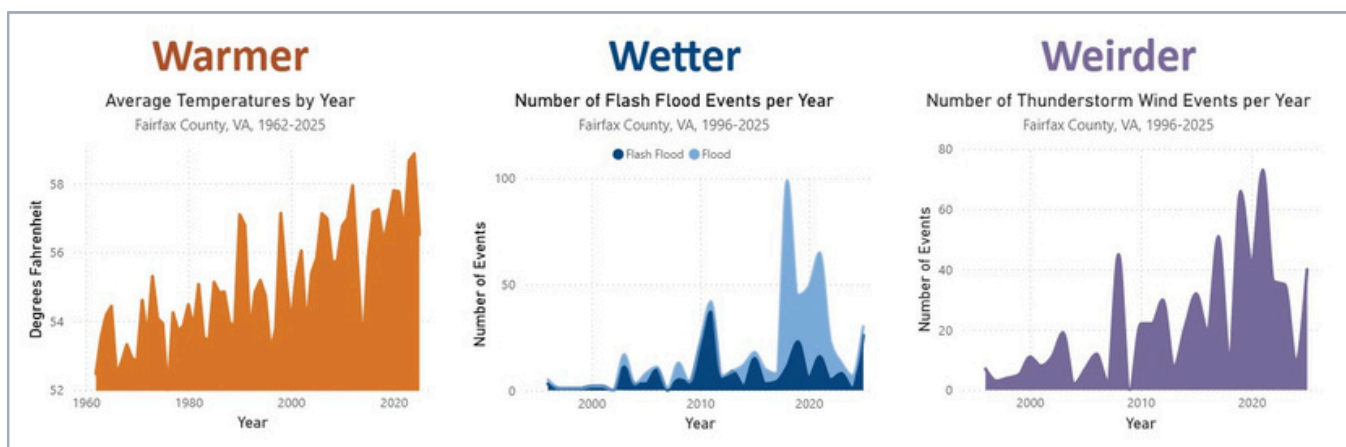 Warmer
Average Temperatures by Year
Fairfax County, VA, 1962-2025
Degrees Fahrenheit
58
56
54
52
1960
1980
2000
2020
Year
Wetter
Number of Flash Flood Events per Year
Fairfax County, VA, 1996-2025
Flash Flood Flood
Number of Events
100
50
0
2000
2010
2020
Year
Weirder
Number of Thunderstorm Wind Events per Year
Fairfax County, VA, 1996-2025
Number of Events
80
60
40
20
0
2000
2010
2020
Year